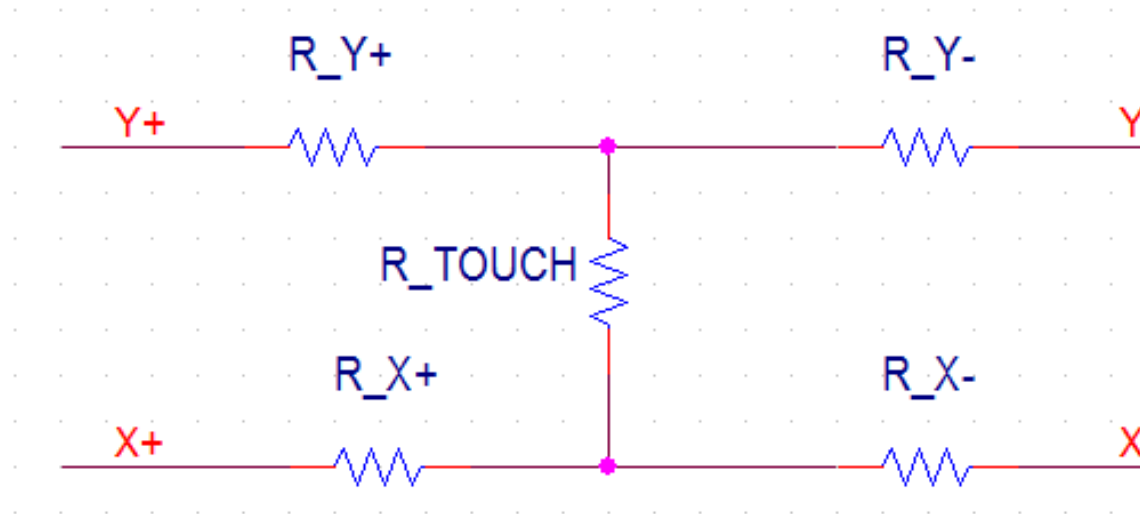 R_Y+ R_Y-
Y+ Y
R_TOUCH
R_X+ R_X-
X+ X